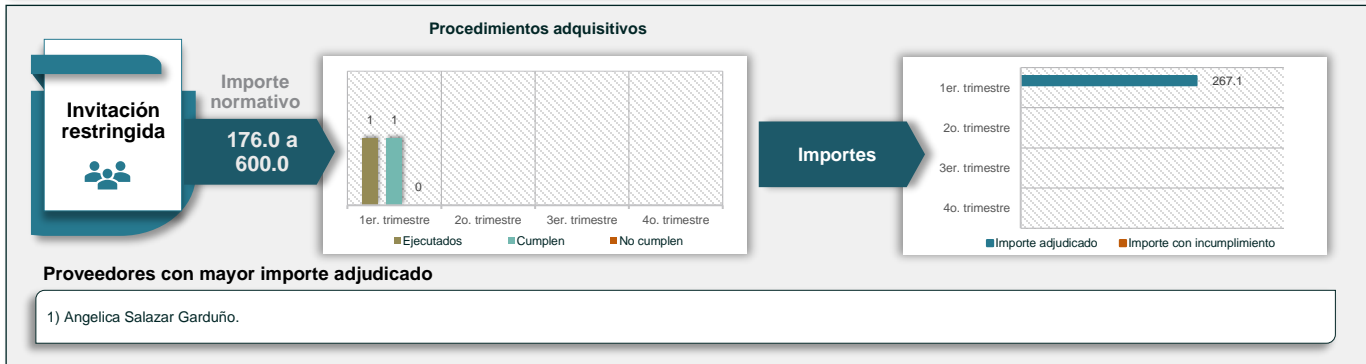 Procedimientos adquisitivos
Invitación
restringida
Importe
normativo
176.0 a
600.0
1 1
0
1er. trimestre 2o. trimestre 3er. trimestre 4o. trimestre
Ejecutados Cumplen No cumplen
Importes
1er. trimestre 267.1
2o. trimestre
3er. trimestre
4o. trimestre
Importe adjudicado Importe con incumplimiento
Proveedores con mayor importe adjudicado
1) Angelica Salazar Garduño.